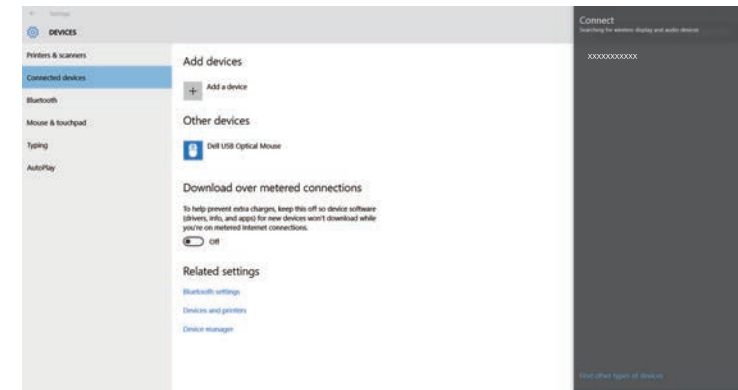 Settings
DEVICES
Printers & scanners
Connected devices
Bluetooth
Mouse & touchpad
Typing
AutoPlay
Add devices
Add a device
Other devices
Dell USB Optical Mouse
Download over metered connections
To help prevent extra charges, keep this off so device software
(drivers, info, and apps) for new devices won't download while
you're on metered Internet connections.
Off
Related settings
Bluetooth settings
Devices and printers
Device manager
Connect
Searching for wireless display and audio devices
xxxxxxxxxxx
Find other types of devices